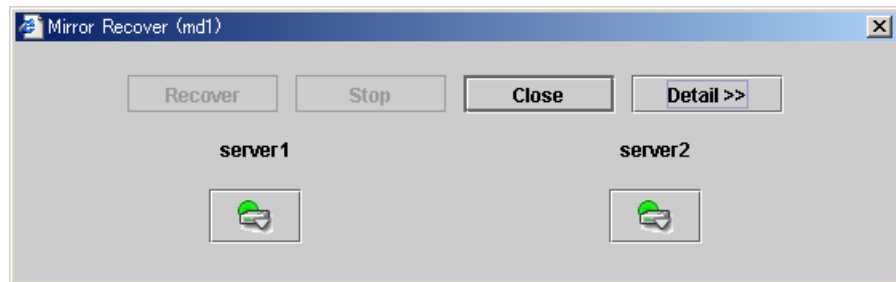 Mirror Recover (md1)
Recover Stop Close Detail >>
server1 server2